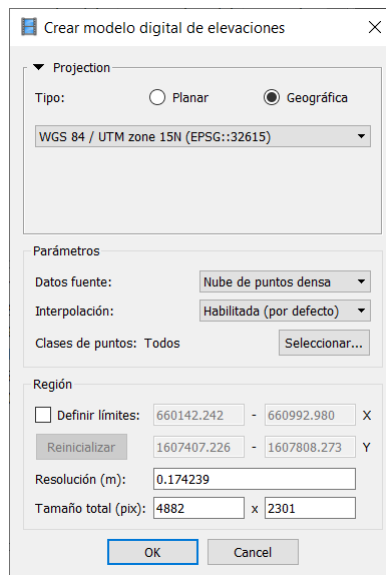 Crear modelo digital de elevaciones
Projection
Tipo: Planar Geográfica
WGS 84 / UTM zone 15N (EPSG::32615)
Parámetros
Datos fuente: Nube de puntos densa
Interpolación: Habilitada (por defecto)
Clases de puntos: Todos Seleccionar...
Región
Definir límites: 660142.242 - 660992.980 X
Reinicializar 1607407.226 - 1607808.273 Y
Resolución (m): 0.174239
Tamaño total (pix): 4882 x 2301
OK Cancel